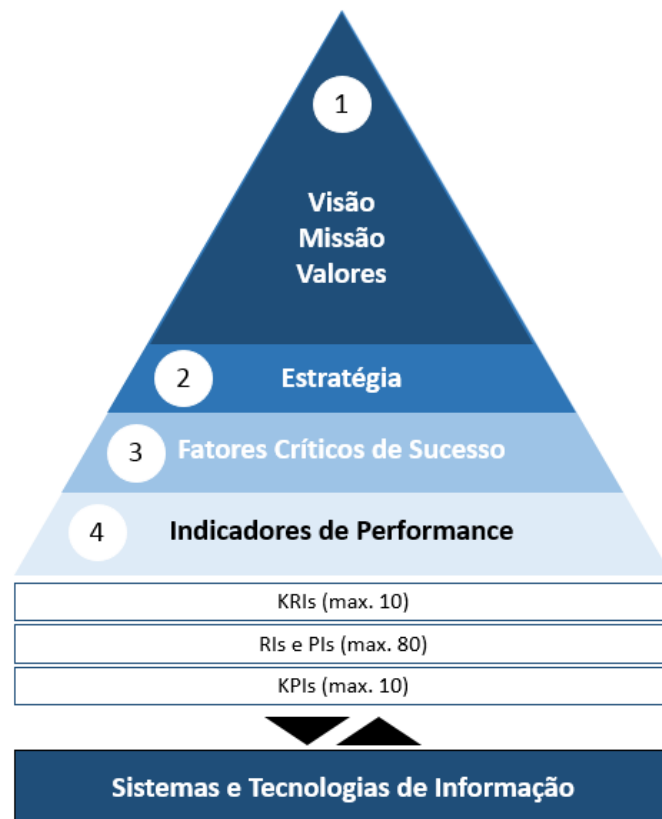 1
Visão
Missão
Valores
2 Estratégia
3 Fatores Críticos de Sucesso
4 Indicadores de Performance
KRIs (max. 10)
RIs e PIs (max. 80)
KPIs (max. 10)
Sistemas e Tecnologias de Informação